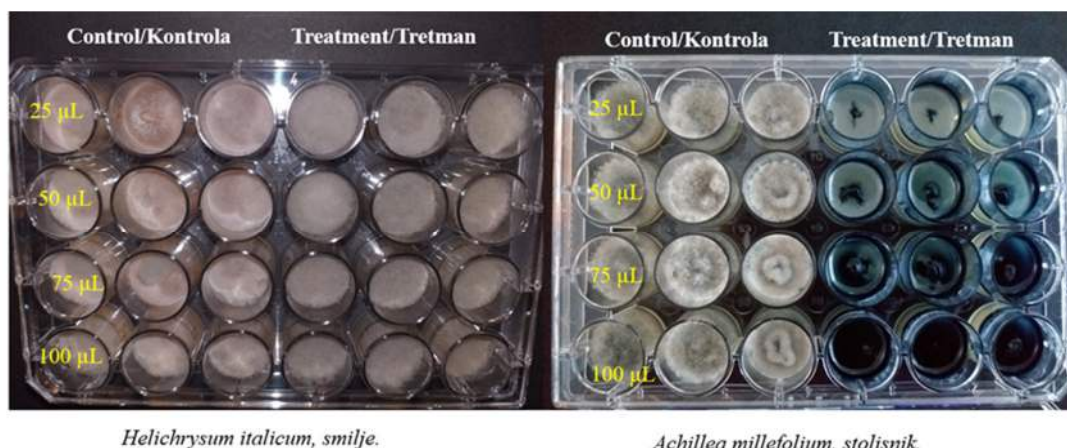 Control/Kontrola Treatment/Tretman
25 µL
50 µL
75 µL
100 µL
Helichrysum italicum, smilje.
Control/Kontrola Treatment/Tretman
25 µL
50 µL
75 µL
100 µL
Achillea millefolium, stolisnik.